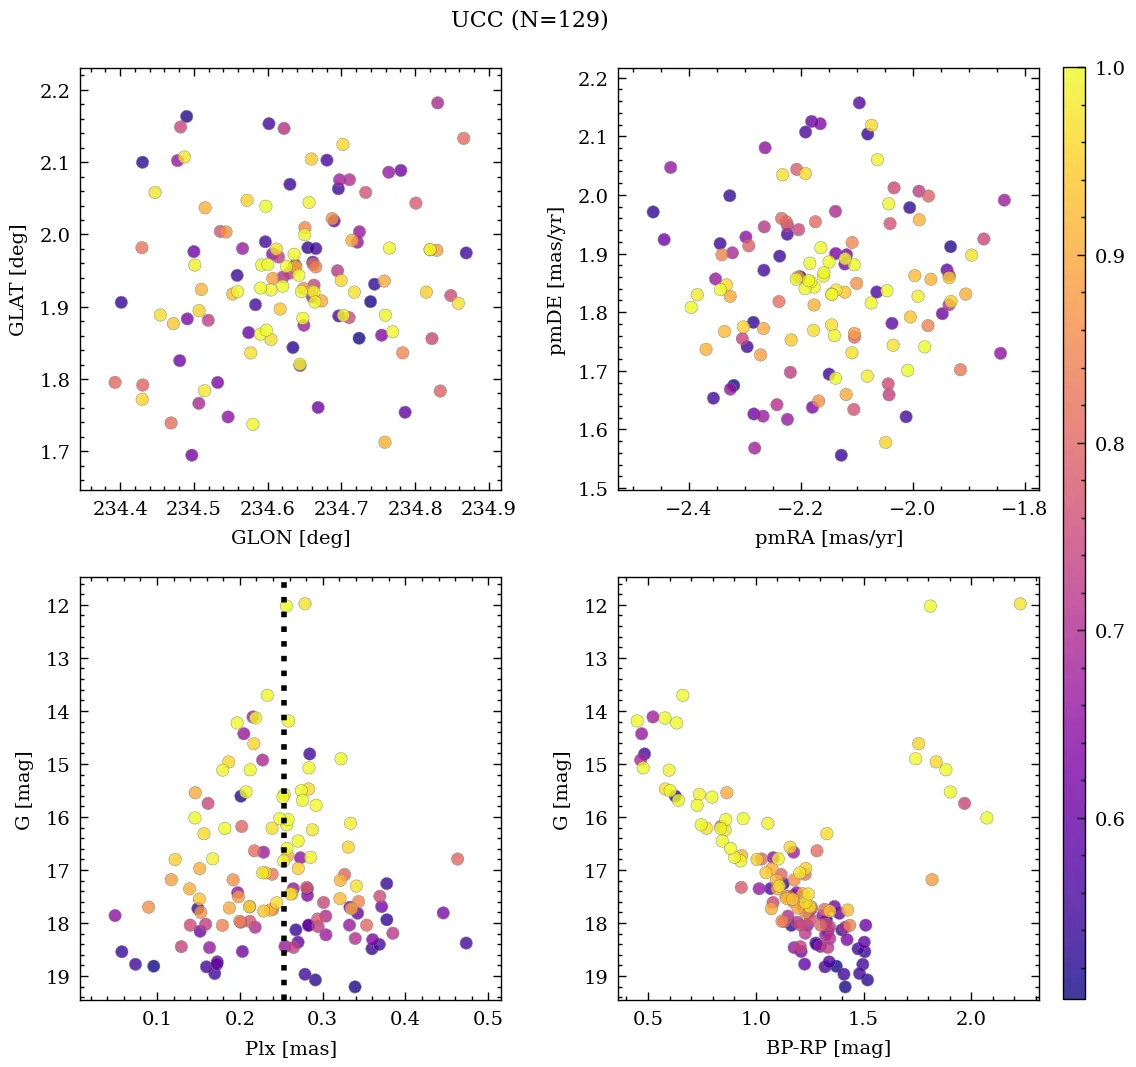 UCC (N=129)
2.2
2.1
2.0
1.9
1.8
1.7
GLAT [deg]
234.4 234.5 234.6 234.7 234.8 234.9
GLON [deg]
2.2
2.1
2.0
1.9
1.8
1.7
1.6
1.5
pmDE [mas/yr]
−2.4 −2.2 −2.0 −1.8
pmRA [mas/yr]
12
13
14
15
16
17
18
19
G [mag]
0.1 0.2 0.3 0.4 0.5
Plx [mas]
12
13
14
15
16
17
18
19
G [mag]
0.5 1.0 1.5 2.0
BP-RP [mag]
1.0
0.9
0.8
0.7
0.6